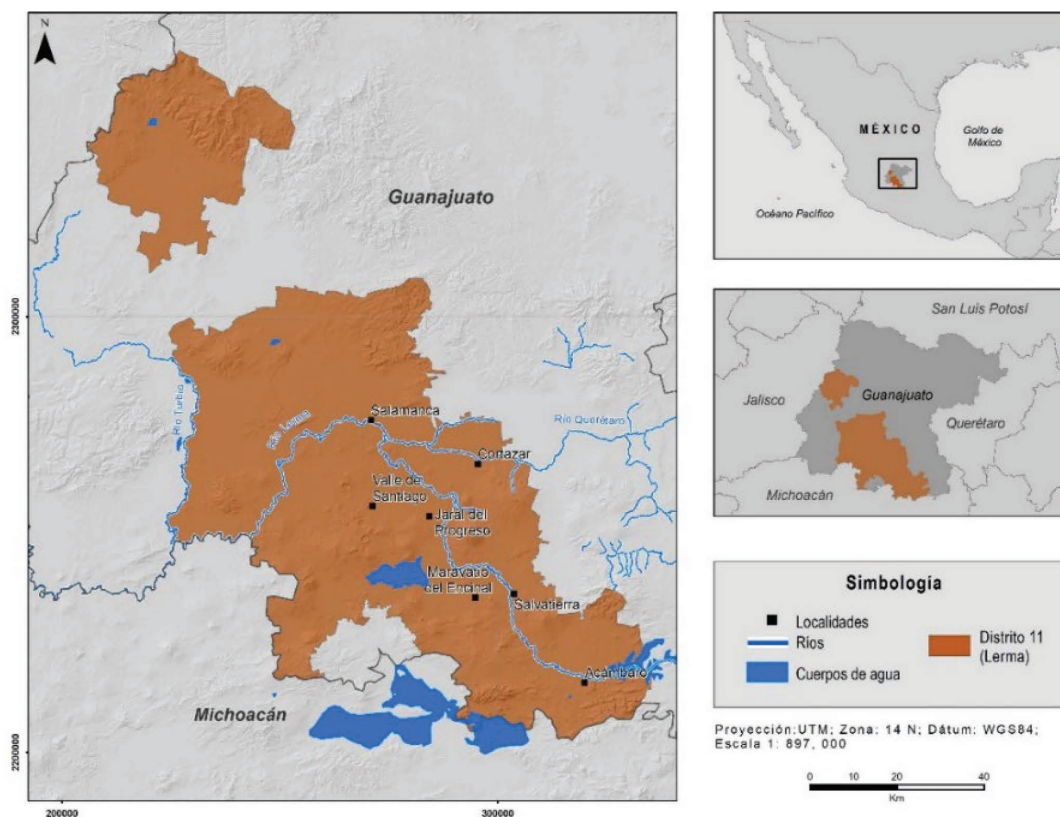 N
Guanajuato
2300000
Río Turbio
Río Lerma
Salamanca
Río Querétaro
Cortazar
Valle de
Santiago
Jaral del
Progreso
Maravatío
del Encinal
Salvatierra
Acámbaro
Michoacán
2200000
200000
300000
MÉXICO
Golfo de
México
Océano Pacífico
San Luis Potosí
Jalisco
Guanajuato
Querétaro
Michoacán
Simbología
Localidades
Ríos
Cuerpos de agua
Distrito 11
(Lerma)
Proyección:UTM; Zona: 14 N; Dátum: WGS84;
Escala 1: 897, 000
0 10 20 40
Km